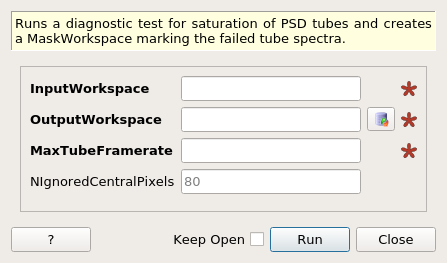 Runs a diagnostic test for saturation of PSD tubes and creates
a MaskWorkspace marking the failed tube spectra.
InputWorkspace
OutputWorkspace
MaxTubeFramerate
NIgnoredCentralPixels 80
? Keep Open Run Close